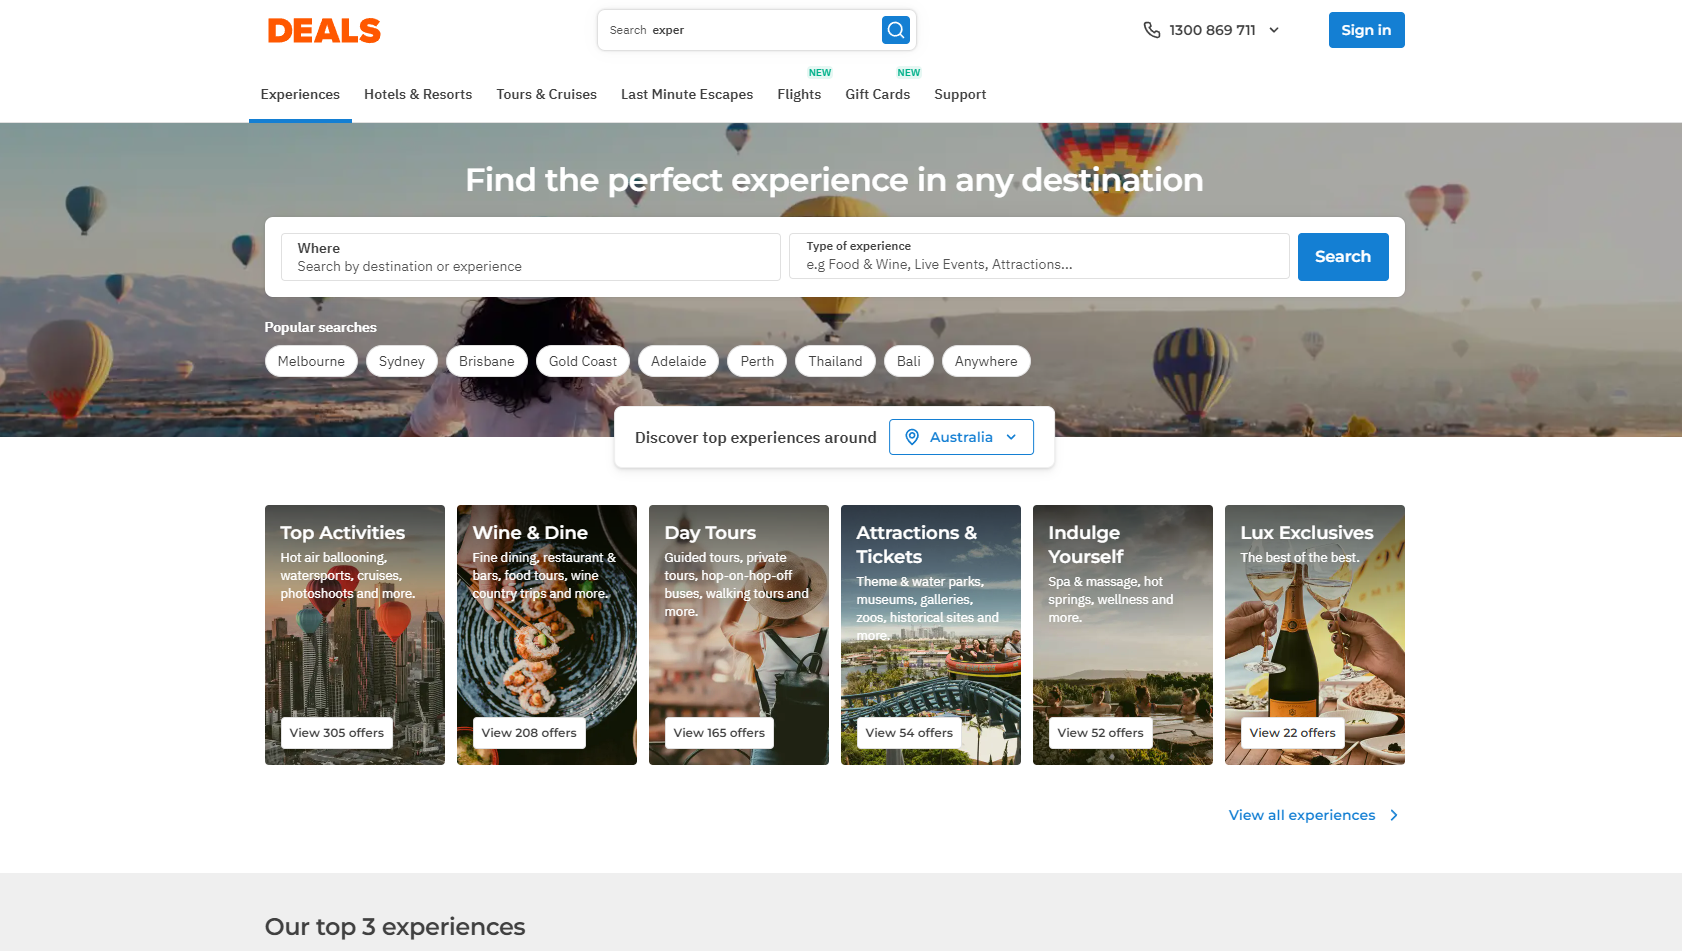 DEALS
Search exper
1300 869 711
Sign in
NEW
NEW
Experiences
Hotels & Resorts
Tours & Cruises
Last Minute Escapes
Flights
Gift Cards
Support
Find the perfect experience in any destination
Where
Search by destination or experience
Type of experience
e.g Food & Wine, Live Events, Attractions...
Search
Popular searches
Melbourne
Sydney
Brisbane
Gold Coast
Adelaide
Perth
Thailand
Bali
Anywhere
Discover top experiences around
Australia
Top Activities
Hot air ballooning,
watersports, cruises,
photoshoots and more.
View 305 offers
Wine & Dine
Fine dining, restaurant &
bars, food tours, wine
country trips and more.
View 208 offers
Day Tours
Guided tours, private
tours, hop-on-hop-off
buses, walking tours and
more.
View 165 offers
Attractions &
Tickets
Theme & water parks,
museums, galleries,
zoos, historical sites and
more.
View 54 offers
Indulge
Yourself
Spa & massage, hot
springs, wellness and
more.
View 52 offers
Lux Exclusives
The best of the best.
View 22 offers
View all experiences
Our top 3 experiences